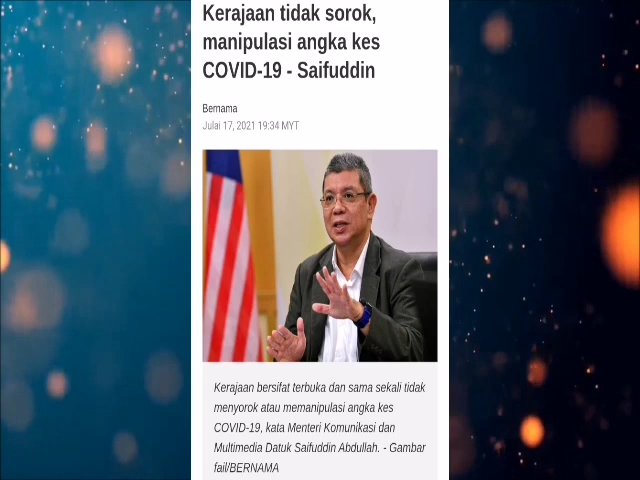 Kerajaan tidak sorok,
manipulasi angka kes
COVID-19 - Saifuddin
Bernama
Julai 17, 2021 19:34 MYT
Kerajaan bersifat terbuka dan sama sekali tidak
menyorok atau memanipulasi angka kes
COVID-19, kata Menteri Komunikasi dan
Multimedia Datuk Saifuddin Abdullah. - Gambar
fail/BERNAMA